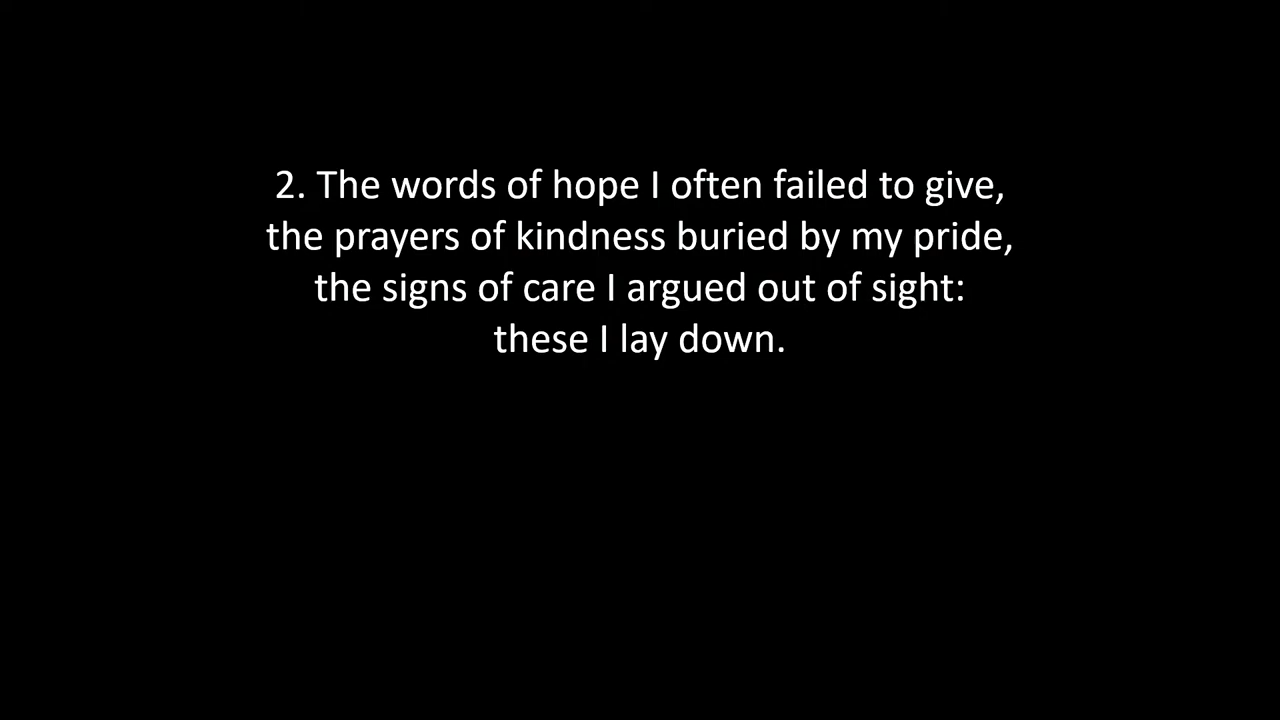 2. The words of hope I often failed to give,
the prayers of kindness buried by my pride,
the signs of care I argued out of sight:
these I lay down.